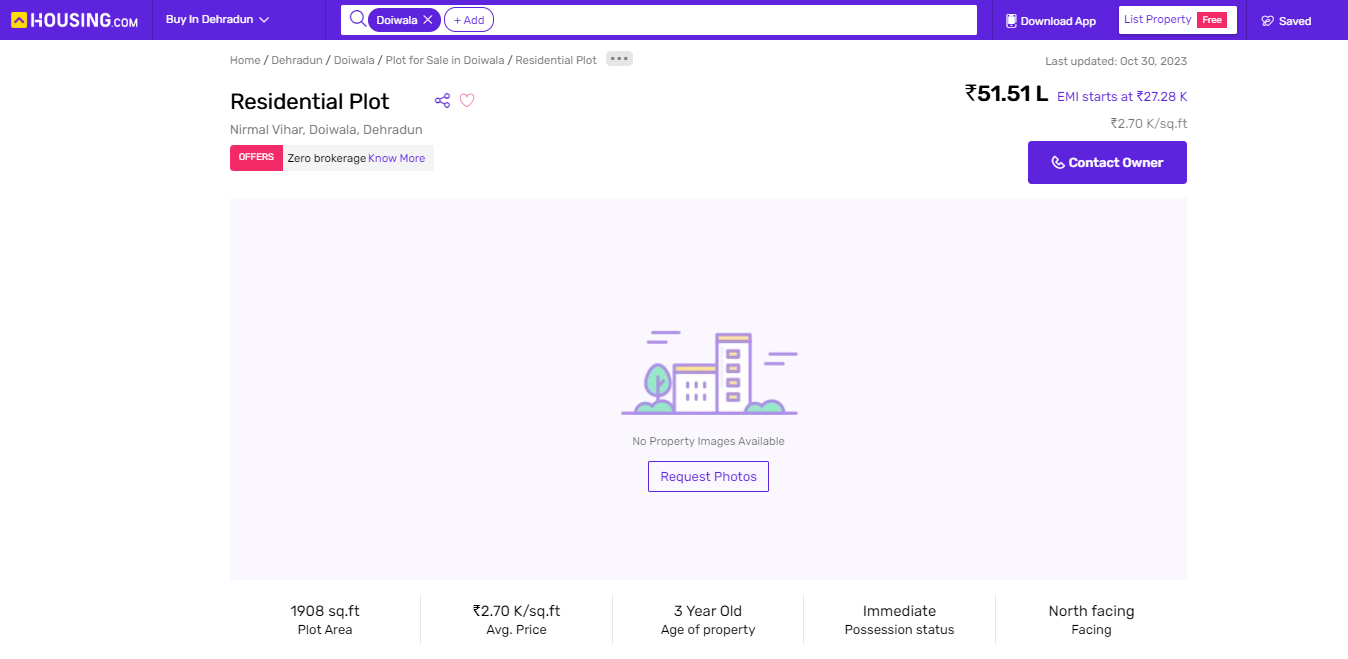 HOUSING.COM
Buy In Dehradun
Doiwala
+ Add
Download App
List Property Free
Saved
Home / Dehradun / Doiwala / Plot for Sale in Doiwala / Residential Plot
Last updated: Oct 30, 2023
Residential Plot
₹51.51 L EMI starts at ₹27.28 K
Nirmal Vihar, Doiwala, Dehradun
₹2.70 K/sq.ft
OFFERS Zero brokerage Know More
Contact Owner
No Property Images Available
Request Photos
1908 sq.ft
Plot Area
₹2.70 K/sq.ft
Avg. Price
3 Year Old
Age of property
Immediate
Possession status
North facing
Facing